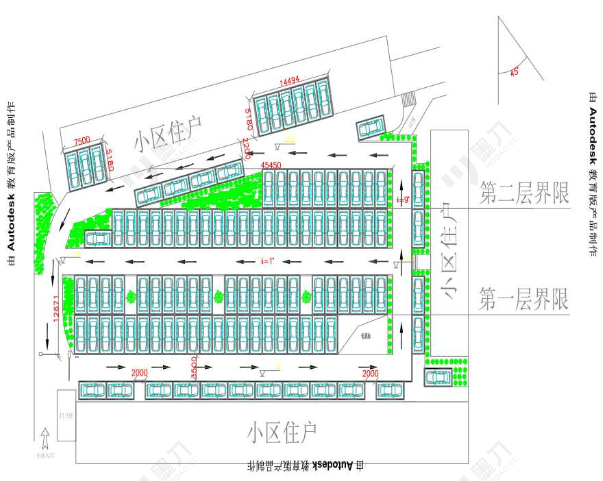 由 Autodesk 教育版产品制作
由 Autodesk 教育版产品制作
由 Autodesk 教育版产品制作
45°
14494
5180
7500
5180
小区住户
2200
45450
i=9°
第二层界限
小区住户
i=1°
12671
第一层界限
2000
5500
2000
小区住户